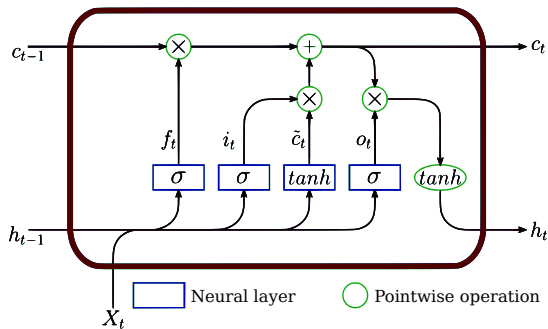 c_{t−1} × + c_t
× ×
f_t i_t c̃_t o_t
σ σ tanh σ tanh
h_{t−1} h_t
X_t
Neural layer Pointwise operation